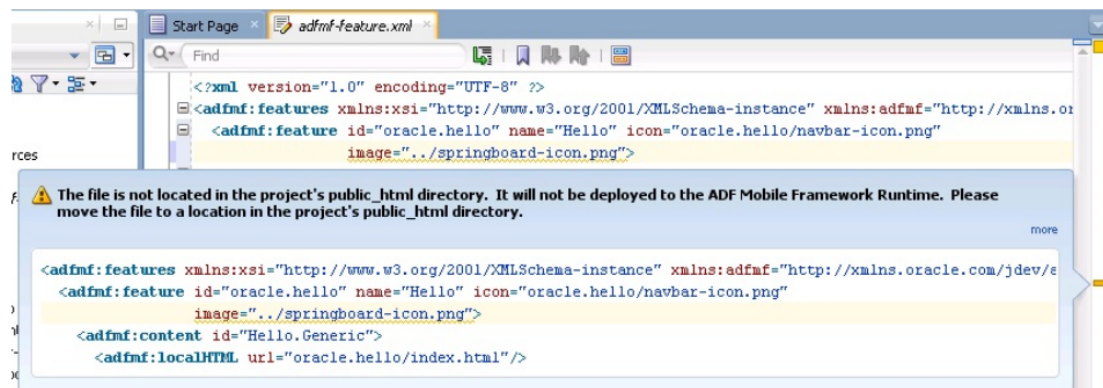 Start Page
adfmf-feature.xml
Find
<?xml version="1.0" encoding="UTF-8" ?>
<adfmf:features xmlns:xsi="http://www.w3.org/2001/XMLSchema-instance" xmlns:adfmf="http://xmlns.or
<adfmf:feature id="oracle.hello" name="Hello" icon="oracle.hello/navbar-icon.png"
image="../springboard-icon.png">
rces
The file is not located in the project's public_html directory. It will not be deployed to the ADF Mobile Framework Runtime. Please
move the file to a location in the project's public_html directory.
more
<adfmf:features xmlns:xsi="http://www.w3.org/2001/XMLSchema-instance" xmlns:adfmf="http://xmlns.oracle.com/jdev/a
<adfmf:feature id="oracle.hello" name="Hello" icon="oracle.hello/navbar-icon.png"
image="../springboard-icon.png">
<adfmf:content id="Hello.Generic">
<adfmf:localHTML url="oracle.hello/index.html"/>